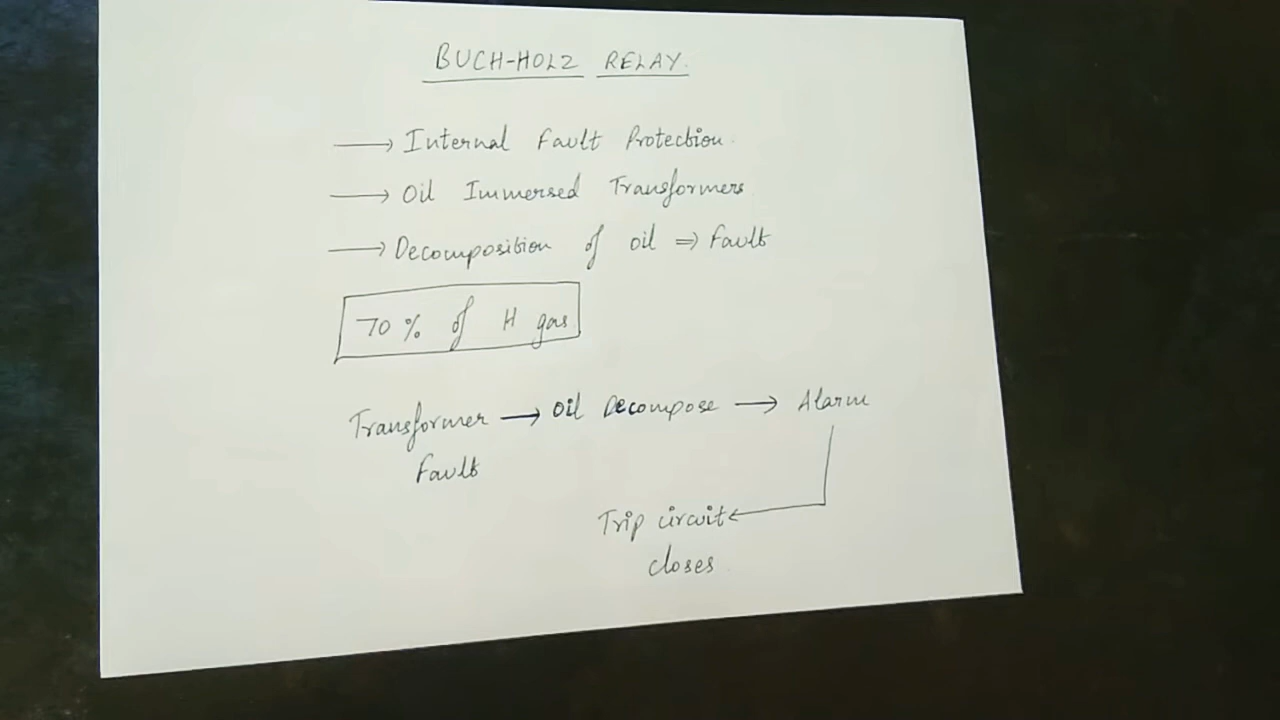 BUCH-HOLZ RELAY.
→ Internal Fault Protection.
→ Oil Immersed Transformers.
→ Decomposition of oil ⇒ Fault
70% of H gas
Transformer → Oil Decompose → Alarm
Fault
Trip circuit
closes.